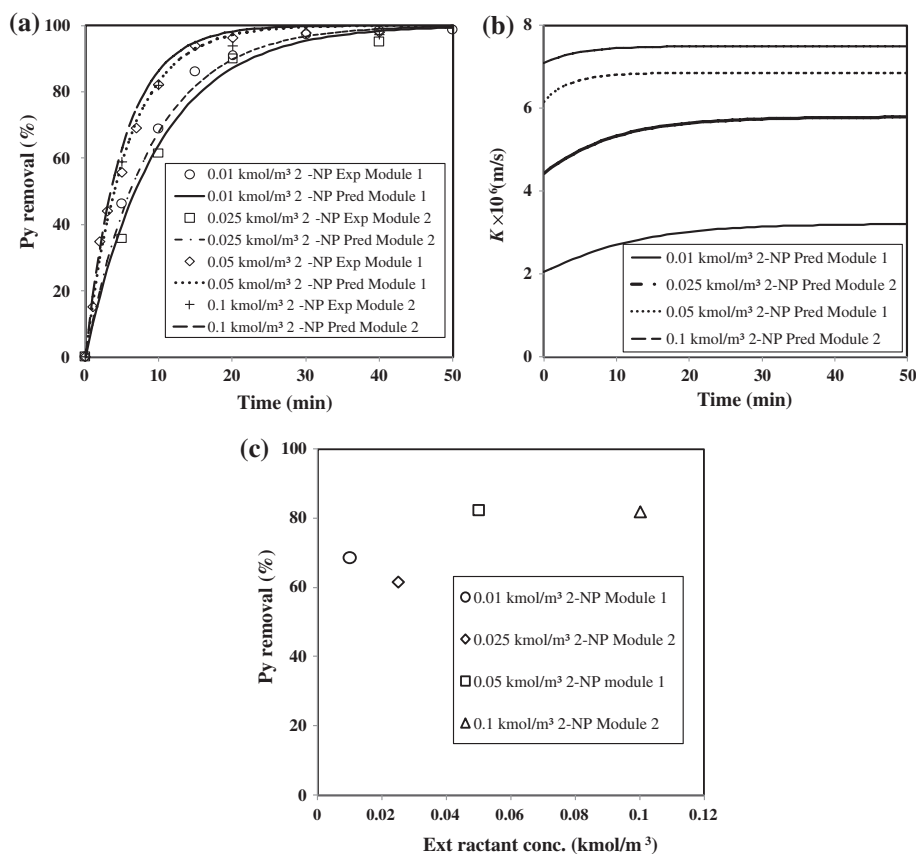 (a)
100
80
60
40
20
0
Py removal (%)
0.01 kmol/m³ 2 -NP Exp Module 1
0.01 kmol/m³ 2 -NP Pred Module 1
0.025 kmol/m³ 2 -NP Exp Module 2
0.025 kmol/m³ 2 -NP Pred Module 2
0.05 kmol/m³ 2 -NP Exp Module 1
0.05 kmol/m³ 2 -NP Pred Module 1
0.1 kmol/m³ 2 -NP Exp Module 2
0.1 kmol/m³ 2 -NP Pred Module 2
0 10 20 30 40 50
Time (min)
(b)
8
6
4
2
0
K ×10⁶(m/s)
0.01 kmol/m³ 2-NP Pred Module 1
0.025 kmol/m³ 2-NP Pred Module 2
0.05 kmol/m³ 2-NP Pred Module 1
0.1 kmol/m³ 2-NP Pred Module 2
0 10 20 30 40 50
Time (min)
(c)
100
80
60
40
20
0
Py removal (%)
0.01 kmol/m³ 2-NP Module 1
0.025 kmol/m³ 2-NP Module 2
0.05 kmol/m³ 2-NP module 1
0.1 kmol/m³ 2-NP Module 2
0 0.02 0.04 0.06 0.08 0.1 0.12
Ext ractant conc. (kmol/m³)